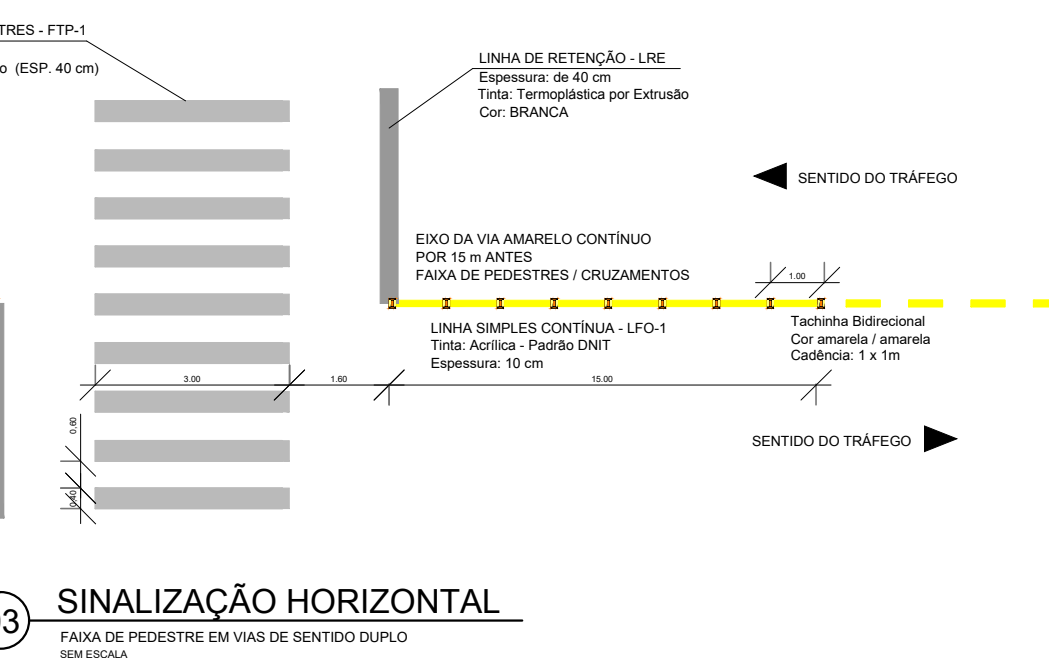 TRES - FTP-1
o (ESP. 40 cm)
LINHA DE RETENÇÃO - LRE
Espessura: de 40 cm
Tinta: Termoplástica por Extrusão
Cor: BRANCA
SENTIDO DO TRÁFEGO
EIXO DA VIA AMARELO CONTÍNUO
POR 15 m ANTES
FAIXA DE PEDESTRES / CRUZAMENTOS
1.00
LINHA SIMPLES CONTÍNUA - LFO-1
Tinta: Acrílica - Padrão DNIT
Espessura: 10 cm
Tachinha Bidirecional
Cor amarela / amarela
Cadência: 1 x 1m
3.00
1.60
15.00
0.60
0.40
SENTIDO DO TRÁFEGO
03
SINALIZAÇÃO HORIZONTAL
FAIXA DE PEDESTRE EM VIAS DE SENTIDO DUPLO
SEM ESCALA